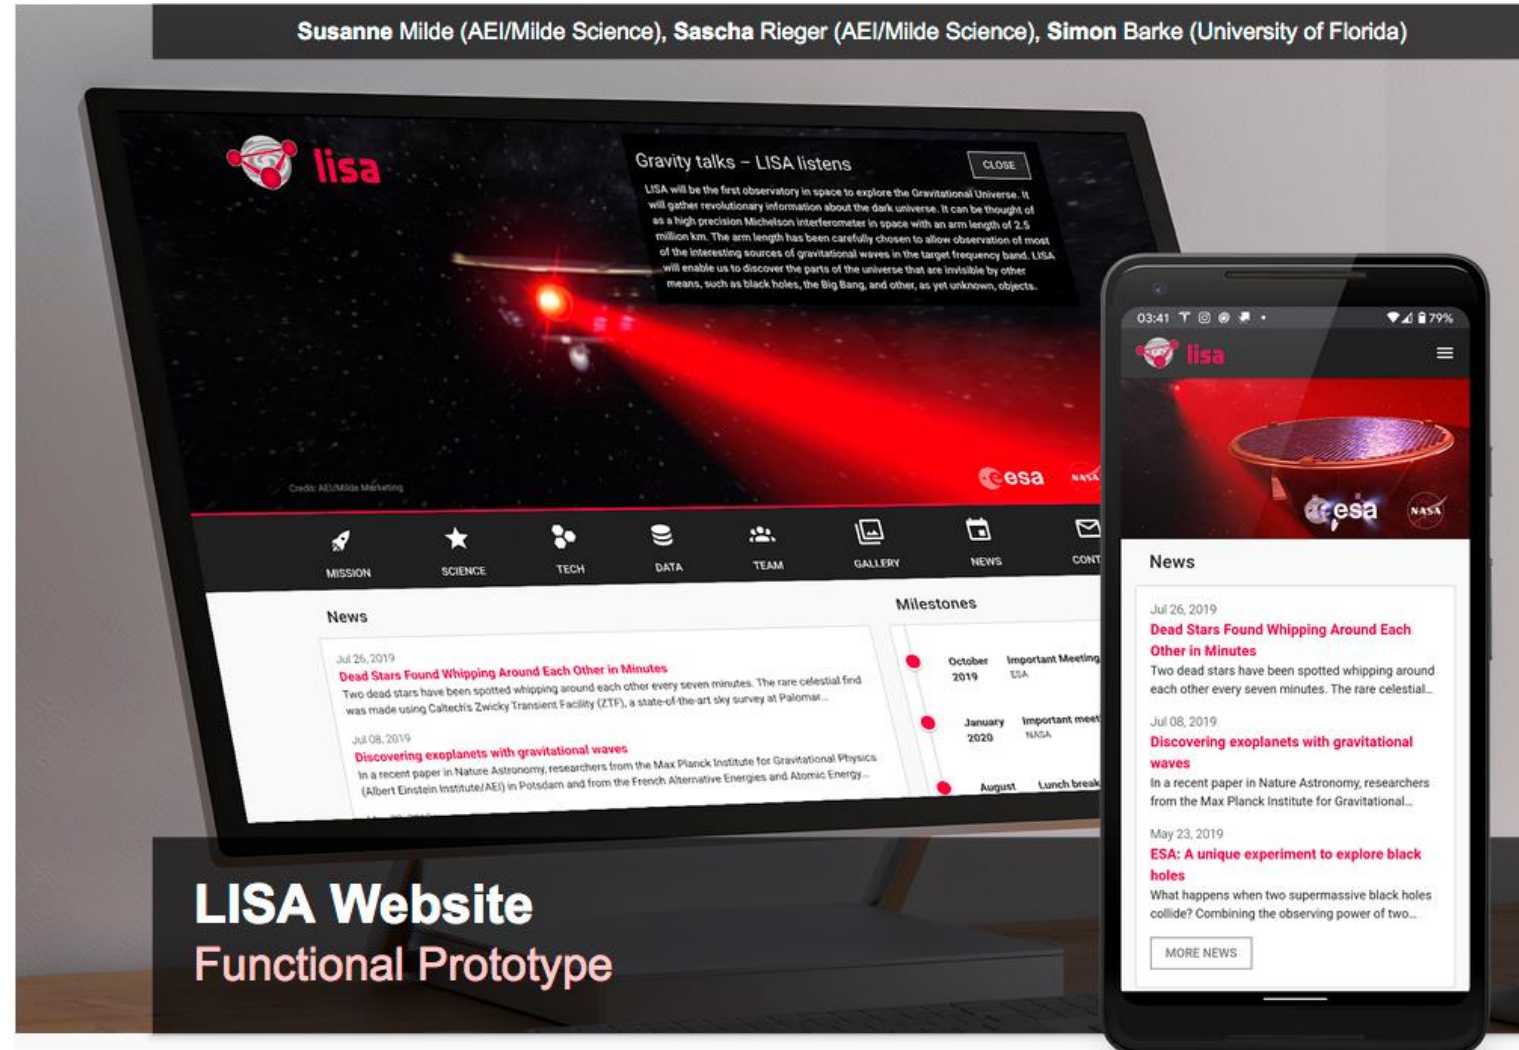 Susanne Milde (AEI/Milde Science), Sascha Rieger (AEI/Milde Science), Simon Barke (University of Florida)
lisa
Gravity talks – LISA listens
CLOSE
LISA will be the first observatory in space to explore the Gravitational Universe. It
will gather revolutionary information about the dark universe. It can be thought of
as a high precision Michelson interferometer in space with an arm length of 2.5
million km. The arm length has been carefully chosen to allow observation of most
of the interesting sources of gravitational waves in the target frequency band. LISA
will enable us to discover the parts of the universe that are invisible by other
means, such as black holes, the Big Bang, and other, as yet unknown, objects.
Credit: AEI/Milde Marketing
esa
NASA
MISSION
SCIENCE
TECH
DATA
TEAM
GALLERY
NEWS
CONT
News
Jul 26, 2019
Dead Stars Found Whipping Around Each Other in Minutes
Two dead stars have been spotted whipping around each other every seven minutes. The rare celestial find
was made using Caltech's Zwicky Transient Facility (ZTF), a state-of-the-art sky survey at Palomar...
Jul 08, 2019
Discovering exoplanets with gravitational waves
In a recent paper in Nature Astronomy, researchers from the Max Planck Institute for Gravitational Physics
(Albert Einstein Institute/AEI) in Potsdam and from the French Alternative Energies and Atomic Energy...
Milestones
October 2019
Important Meeting
ESA
January 2020
Important meet
NASA
August
Lunch break
03:41
79%
lisa
esa
NASA
News
Jul 26, 2019
Dead Stars Found Whipping Around Each
Other in Minutes
Two dead stars have been spotted whipping around
each other every seven minutes. The rare celestial...
Jul 08, 2019
Discovering exoplanets with gravitational
waves
In a recent paper in Nature Astronomy, researchers
from the Max Planck Institute for Gravitational...
May 23, 2019
ESA: A unique experiment to explore black
holes
What happens when two supermassive black holes
collide? Combining the observing power of two...
MORE NEWS
LISA Website
Functional Prototype